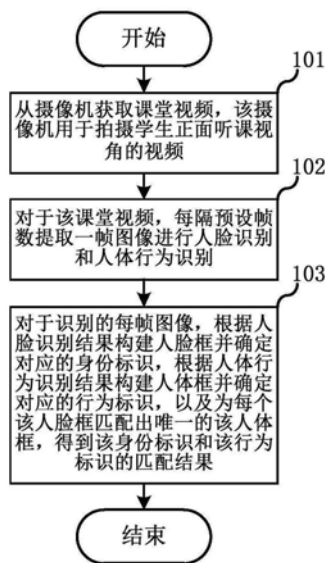 开始
101
从摄像机获取课堂视频，该摄
像机用于拍摄学生正面听课视
角的视频
102
对于该课堂视频，每隔预设帧
数提取一帧图像进行人脸识别
和人体行为识别
103
对于识别的每帧图像，根据人
脸识别结果构建人脸框并确定
对应的身份标识，根据人体行
为识别结果构建人体框并确定
对应的行为标识，以及为每个
该人脸框匹配出唯一的该人体
框，得到该身份标识和该行为
标识的匹配结果
结束